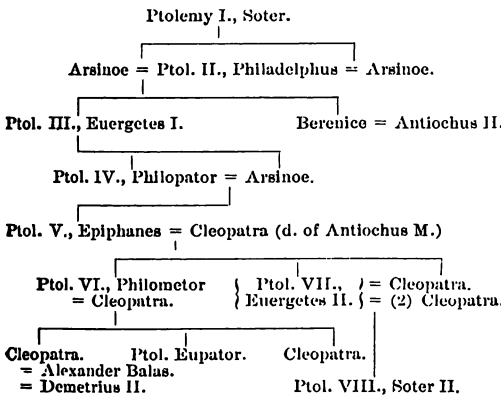 Ptolemy I., Soter.
Arsinoe = Ptol. II., Philadelphus = Arsinoe.
Ptol. III., Euergetes I. Berenice = Antiochus II.
Ptol. IV., Philopator = Arsinoe.
Ptol. V., Epiphanes = Cleopatra (d. of Antiochus M.)
Ptol. VI., Philometor { Ptol. VII., } = Cleopatra.
= Cleopatra. { Euergetes II. } = (2) Cleopatra.
Cleopatra. Ptol. Eupator. Cleopatra.
= Alexander Balas.
= Demetrius II. Ptol. VIII., Soter II.